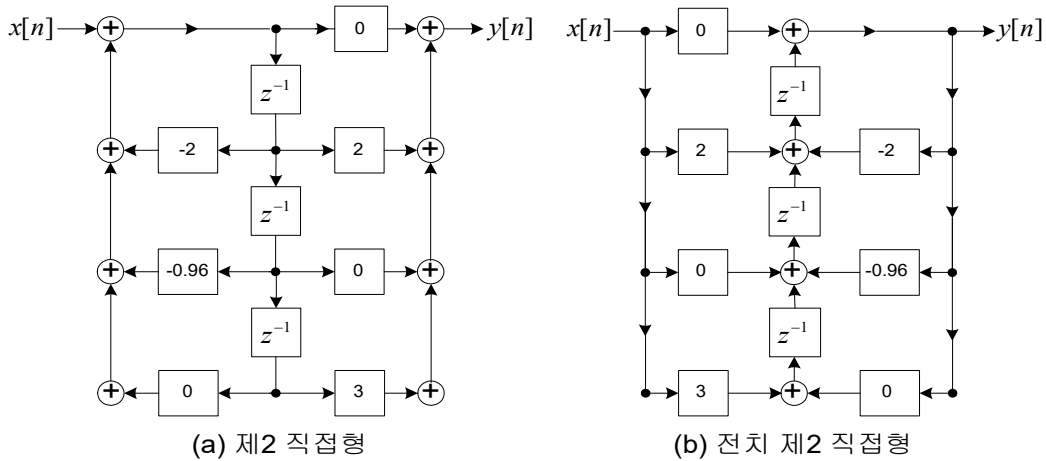 x[n] 0 y[n] x[n] 0 y[n]
z⁻¹ z⁻¹
-2 2 2 -2
z⁻¹ z⁻¹
-0.96 0 0 -0.96
z⁻¹ z⁻¹
0 3 3 0
(a) 제2 직접형 (b) 전치 제2 직접형